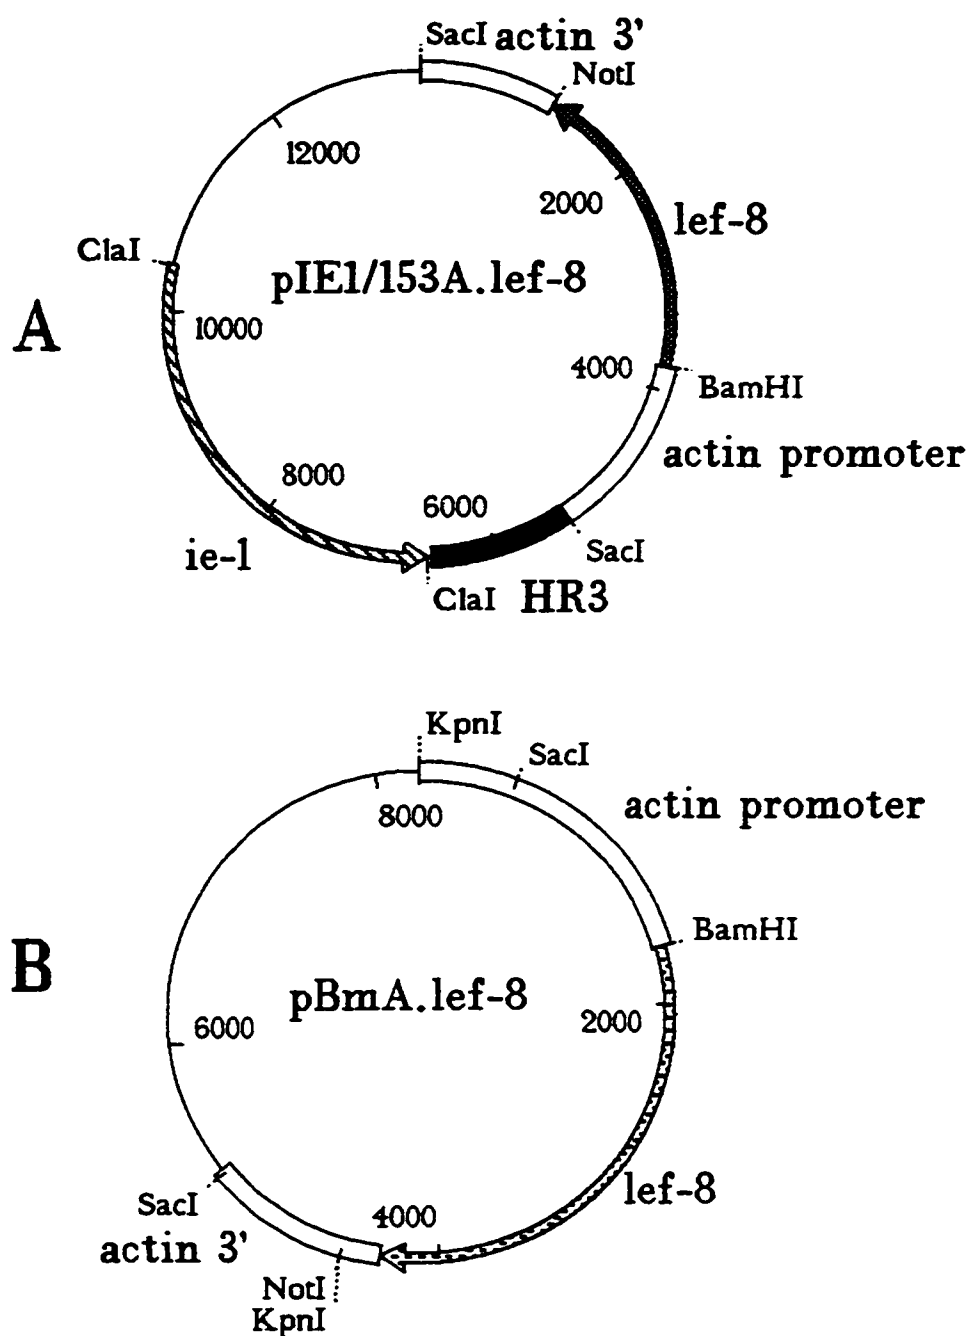 SacI actin 3'
NotI
12000
2000
lef-8
ClaI
pIE1/153A.lef-8
A
10000
4000
BamHI
actin promoter
8000
6000
ie-1
SacI
ClaI HR3
KpnI
SacI
actin promoter
8000
BamHI
B
pBmA.lef-8
6000
2000
lef-8
SacI
4000
actin 3'
NotI
KpnI